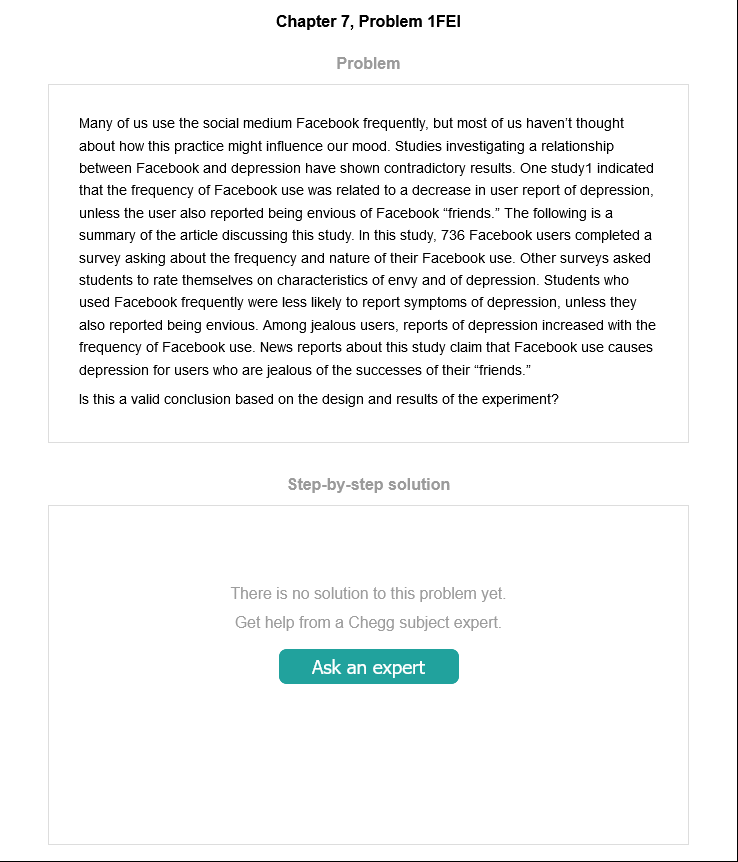 Chapter 7, Problem 1FEI
Problem
Many of us use the social medium Facebook frequently, but most of us haven’t thought
about how this practice might influence our mood. Studies investigating a relationship
between Facebook and depression have shown contradictory results. One study1 indicated
that the frequency of Facebook use was related to a decrease in user report of depression,
unless the user also reported being envious of Facebook “friends.” The following is a
summary of the article discussing this study. In this study, 736 Facebook users completed a
survey asking about the frequency and nature of their Facebook use. Other surveys asked
students to rate themselves on characteristics of envy and of depression. Students who
used Facebook frequently were less likely to report symptoms of depression, unless they
also reported being envious. Among jealous users, reports of depression increased with the
frequency of Facebook use. News reports about this study claim that Facebook use causes
depression for users who are jealous of the successes of their “friends.”
Is this a valid conclusion based on the design and results of the experiment?
Step-by-step solution
There is no solution to this problem yet.
Get help from a Chegg subject expert.
Ask an expert